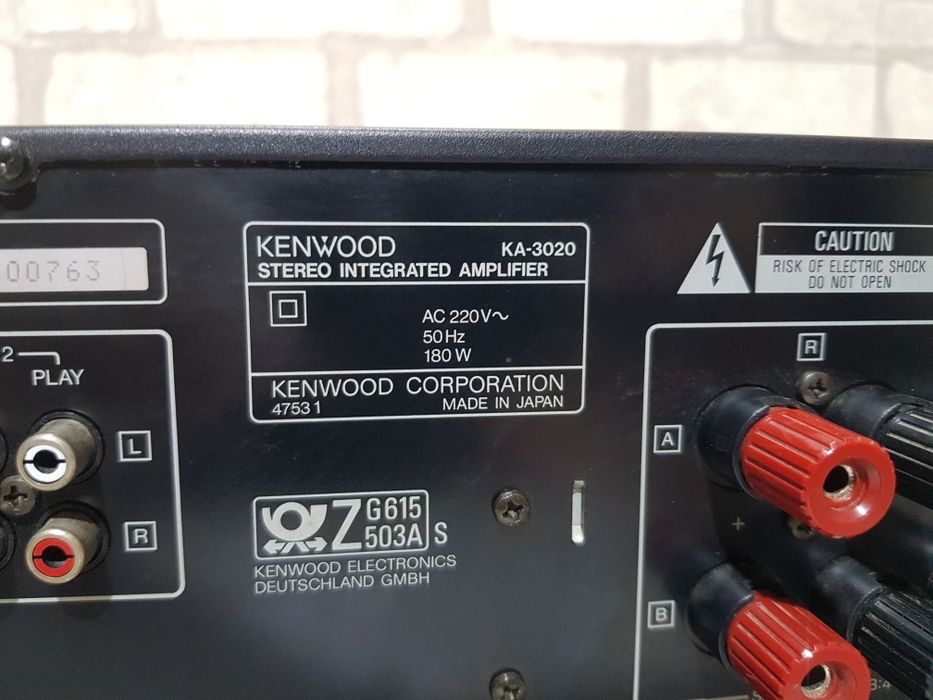 00763
2
PLAY
L
R
KENWOOD KA-3020
STEREO INTEGRATED AMPLIFIER
AC 220V~
50Hz
180W
KENWOOD CORPORATION
47531 MADE IN JAPAN
Z G615
503A S
KENWOOD ELECTRONICS
DEUTSCHLAND GMBH
CAUTION
RISK OF ELECTRIC SHOCK
DO NOT OPEN
R
A
+
B